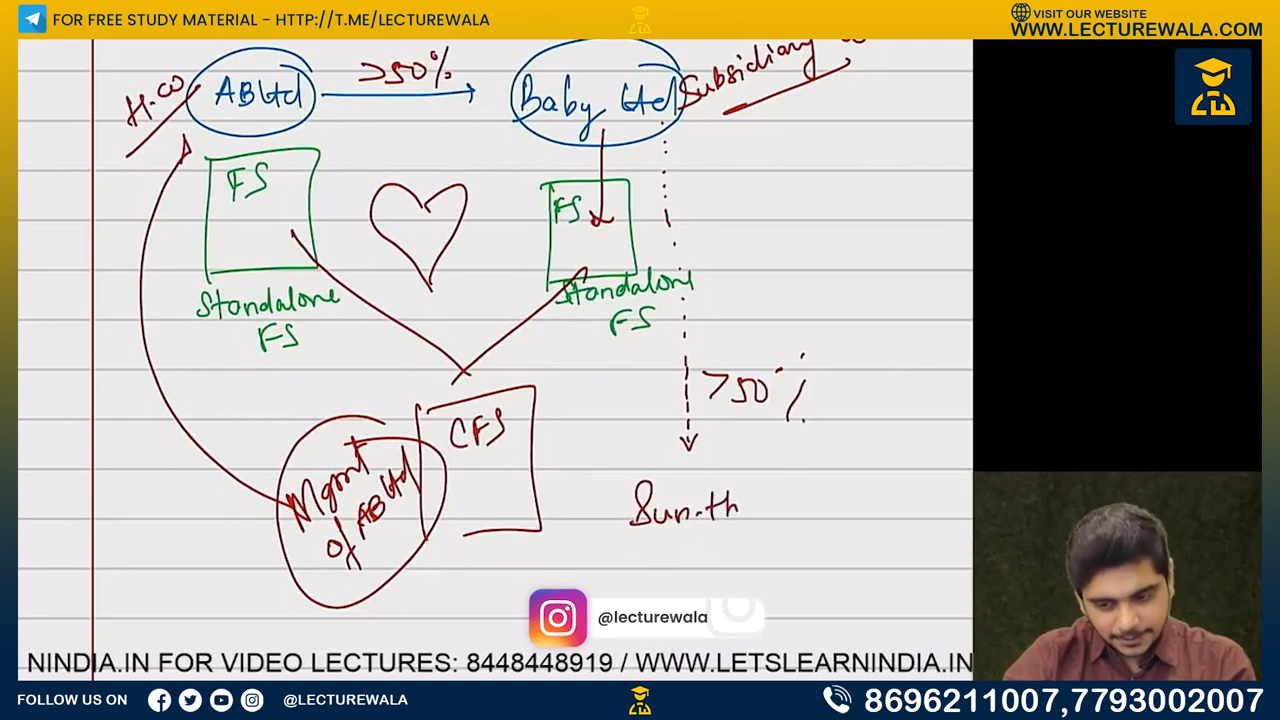 FOR FREE STUDY MATERIAL - HTTP://T.ME/LECTUREWALA
VISIT OUR WEBSITE
WWW.LECTUREWALA.COM
H.co
AB Ltd
>50%
Baby Ltd
Subsidiary
FS
FS
Standalone
FS
Standalone
FS
>50%
CFS
Mgmt
of AB Ltd
@lecturewala
NINDIA.IN FOR VIDEO LECTURES: 8448448919 / WWW.LETSLEARNINDIA.IN
FOLLOW US ON
@LECTUREWALA
8696211007,7793002007